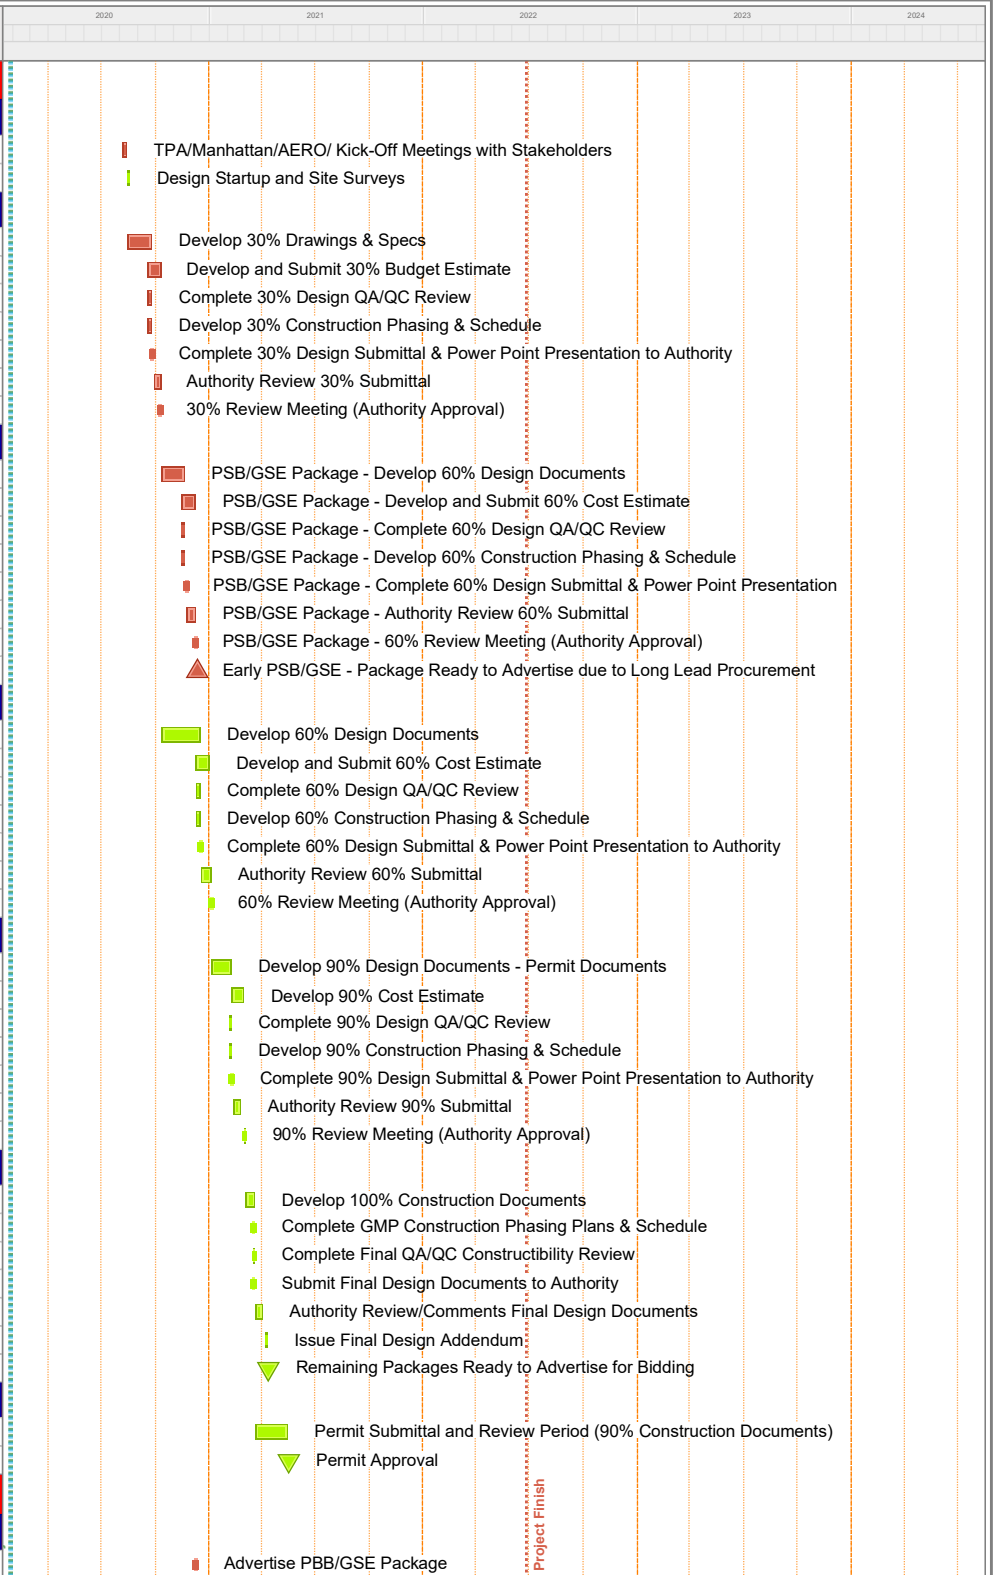 2020 2021 2022 2023 2024
TPA/Manhattan/AERO/ Kick-Off Meetings with Stakeholders
Design Startup and Site Surveys
Develop 30% Drawings & Specs
Develop and Submit 30% Budget Estimate
Complete 30% Design QA/QC Review
Develop 30% Construction Phasing & Schedule
Complete 30% Design Submittal & Power Point Presentation to Authority
Authority Review 30% Submittal
30% Review Meeting (Authority Approval)
PSB/GSE Package - Develop 60% Design Documents
PSB/GSE Package - Develop and Submit 60% Cost Estimate
PSB/GSE Package - Complete 60% Design QA/QC Review
PSB/GSE Package - Develop 60% Construction Phasing & Schedule
PSB/GSE Package - Complete 60% Design Submittal & Power Point Presentation
PSB/GSE Package - Authority Review 60% Submittal
PSB/GSE Package - 60% Review Meeting (Authority Approval)
Early PSB/GSE - Package Ready to Advertise due to Long Lead Procurement
Develop 60% Design Documents
Develop and Submit 60% Cost Estimate
Complete 60% Design QA/QC Review
Develop 60% Construction Phasing & Schedule
Complete 60% Design Submittal & Power Point Presentation to Authority
Authority Review 60% Submittal
60% Review Meeting (Authority Approval)
Develop 90% Design Documents - Permit Documents
Develop 90% Cost Estimate
Complete 90% Design QA/QC Review
Develop 90% Construction Phasing & Schedule
Complete 90% Design Submittal & Power Point Presentation to Authority
Authority Review 90% Submittal
90% Review Meeting (Authority Approval)
Develop 100% Construction Documents
Complete GMP Construction Phasing Plans & Schedule
Complete Final QA/QC Constructibility Review
Submit Final Design Documents to Authority
Authority Review/Comments Final Design Documents
Issue Final Design Addendum
Remaining Packages Ready to Advertise for Bidding
Permit Submittal and Review Period (90% Construction Documents)
Permit Approval
Project Finish
Advertise PBB/GSE Package